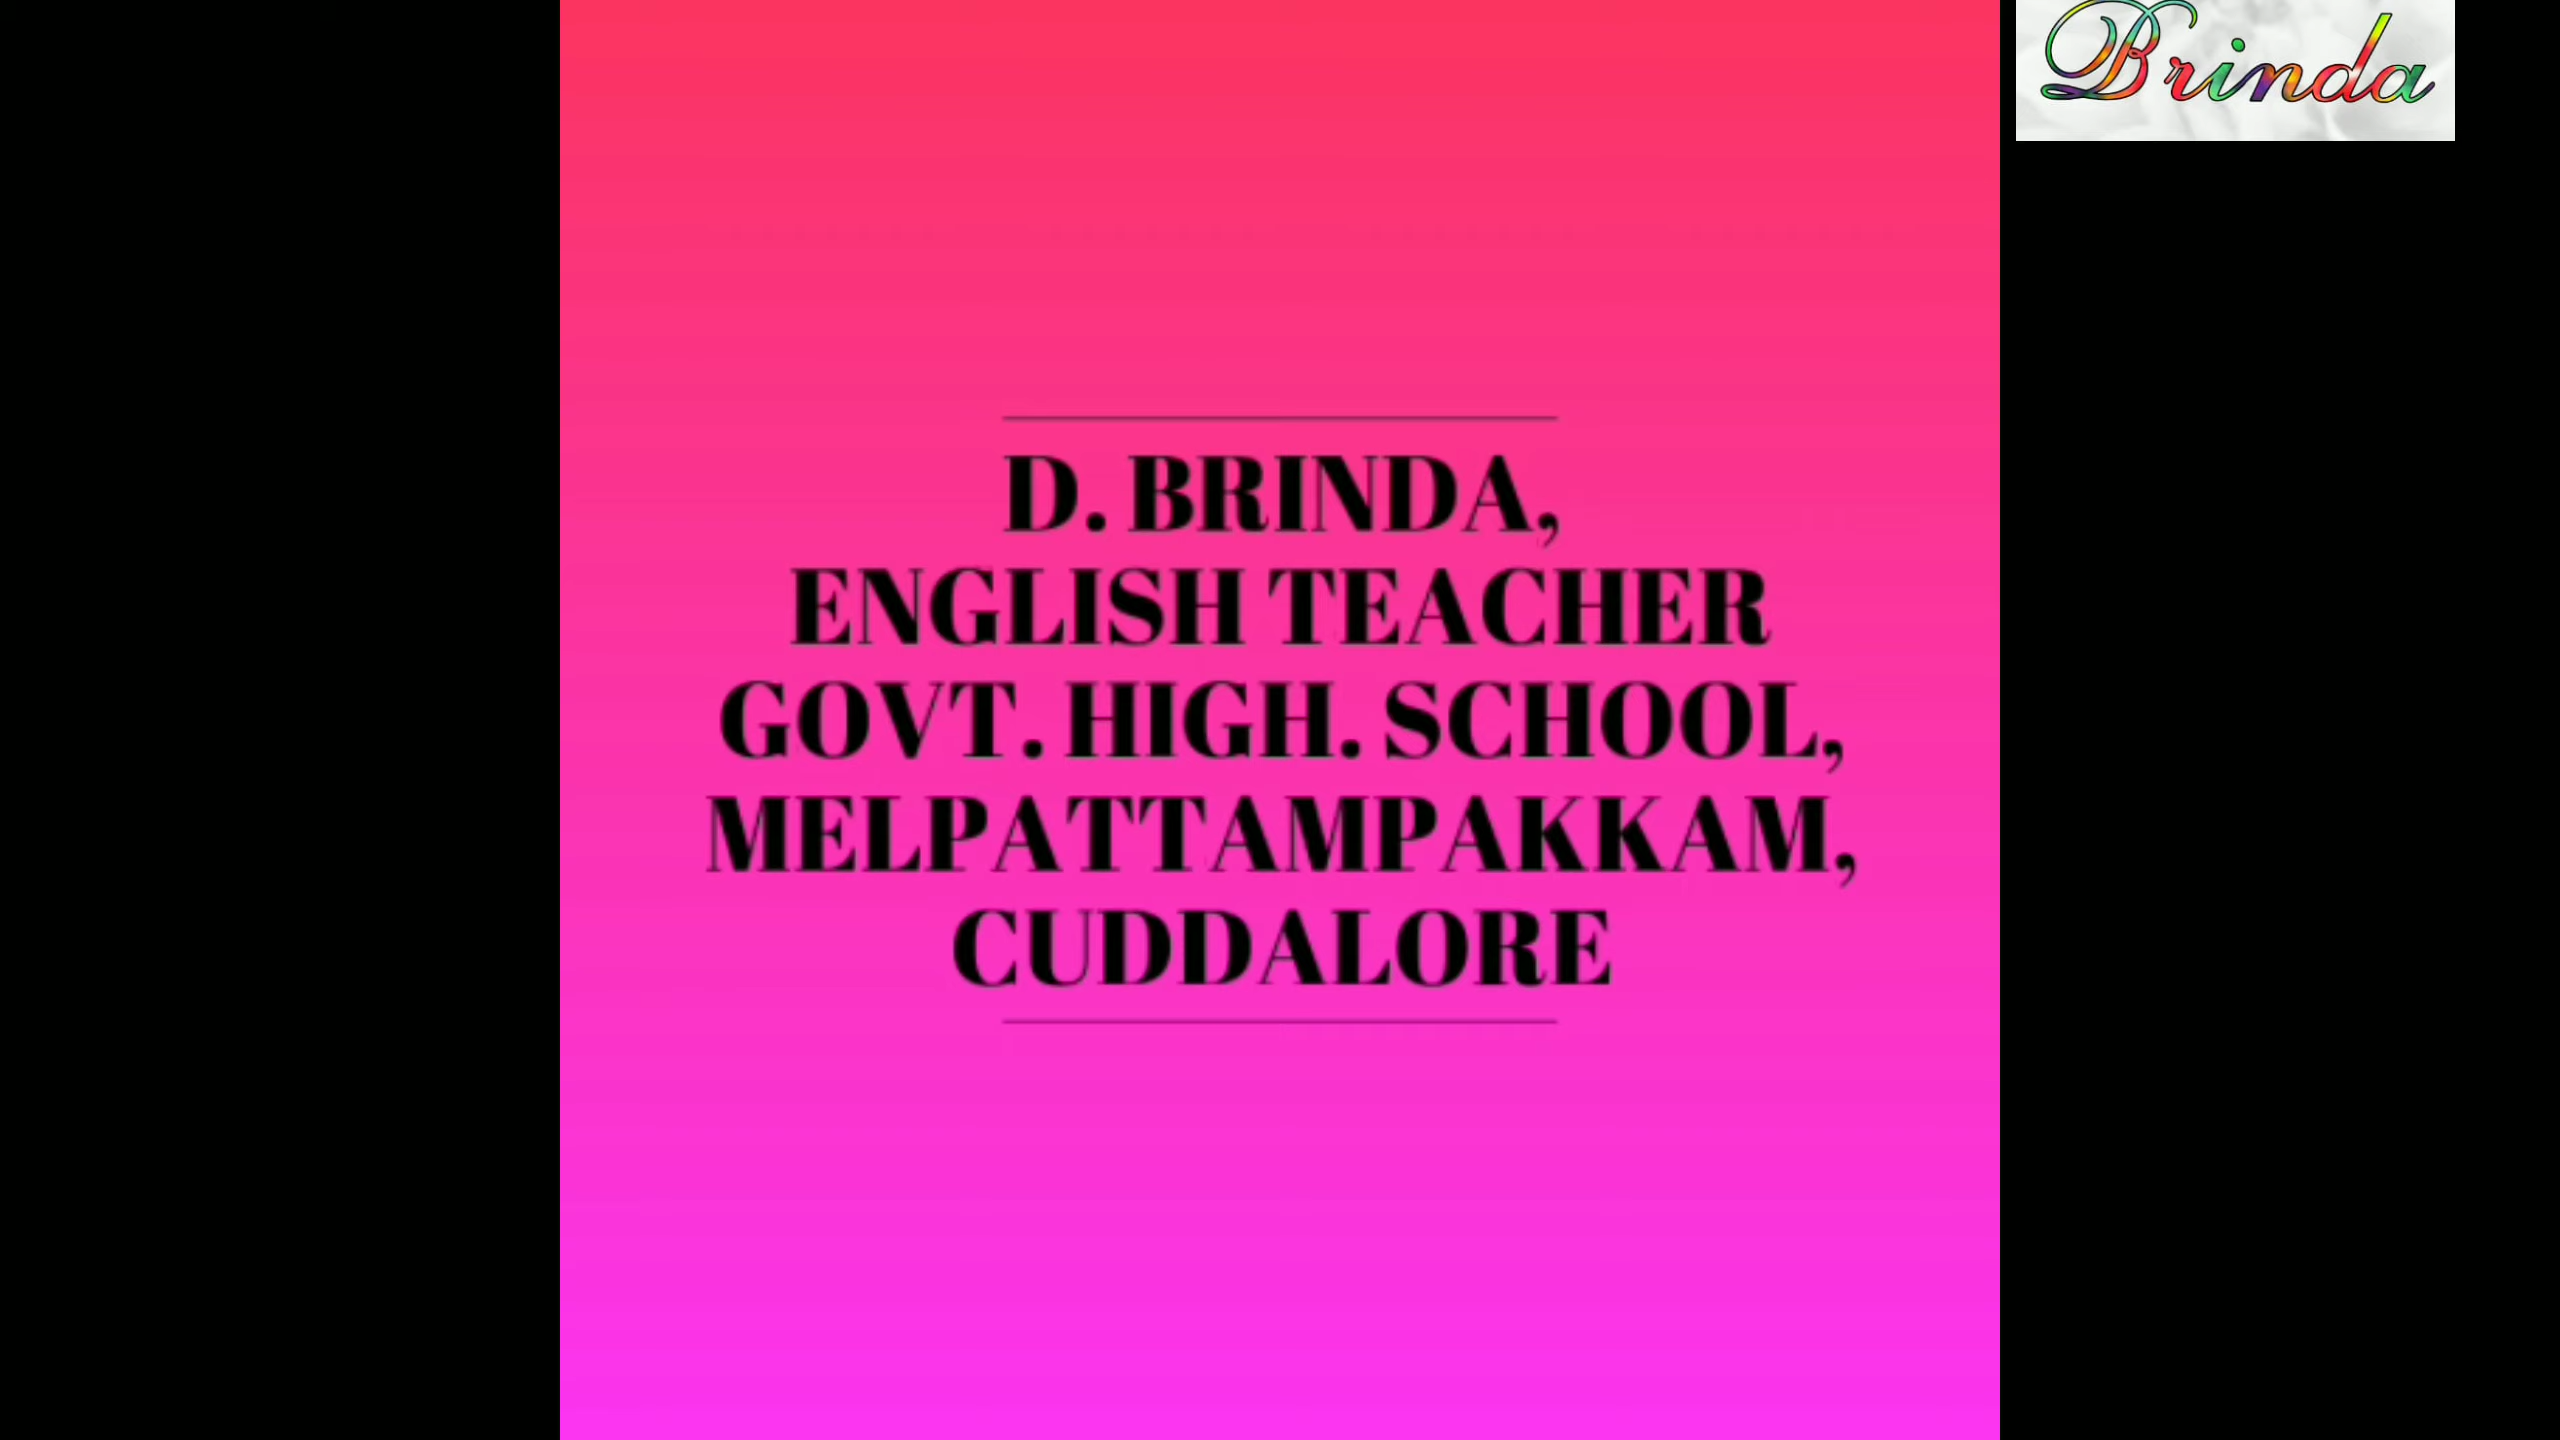 Brinda
D. BRINDA,
ENGLISH TEACHER
GOVT. HIGH. SCHOOL,
MELPATTAMPAKKAM,
CUDDALORE